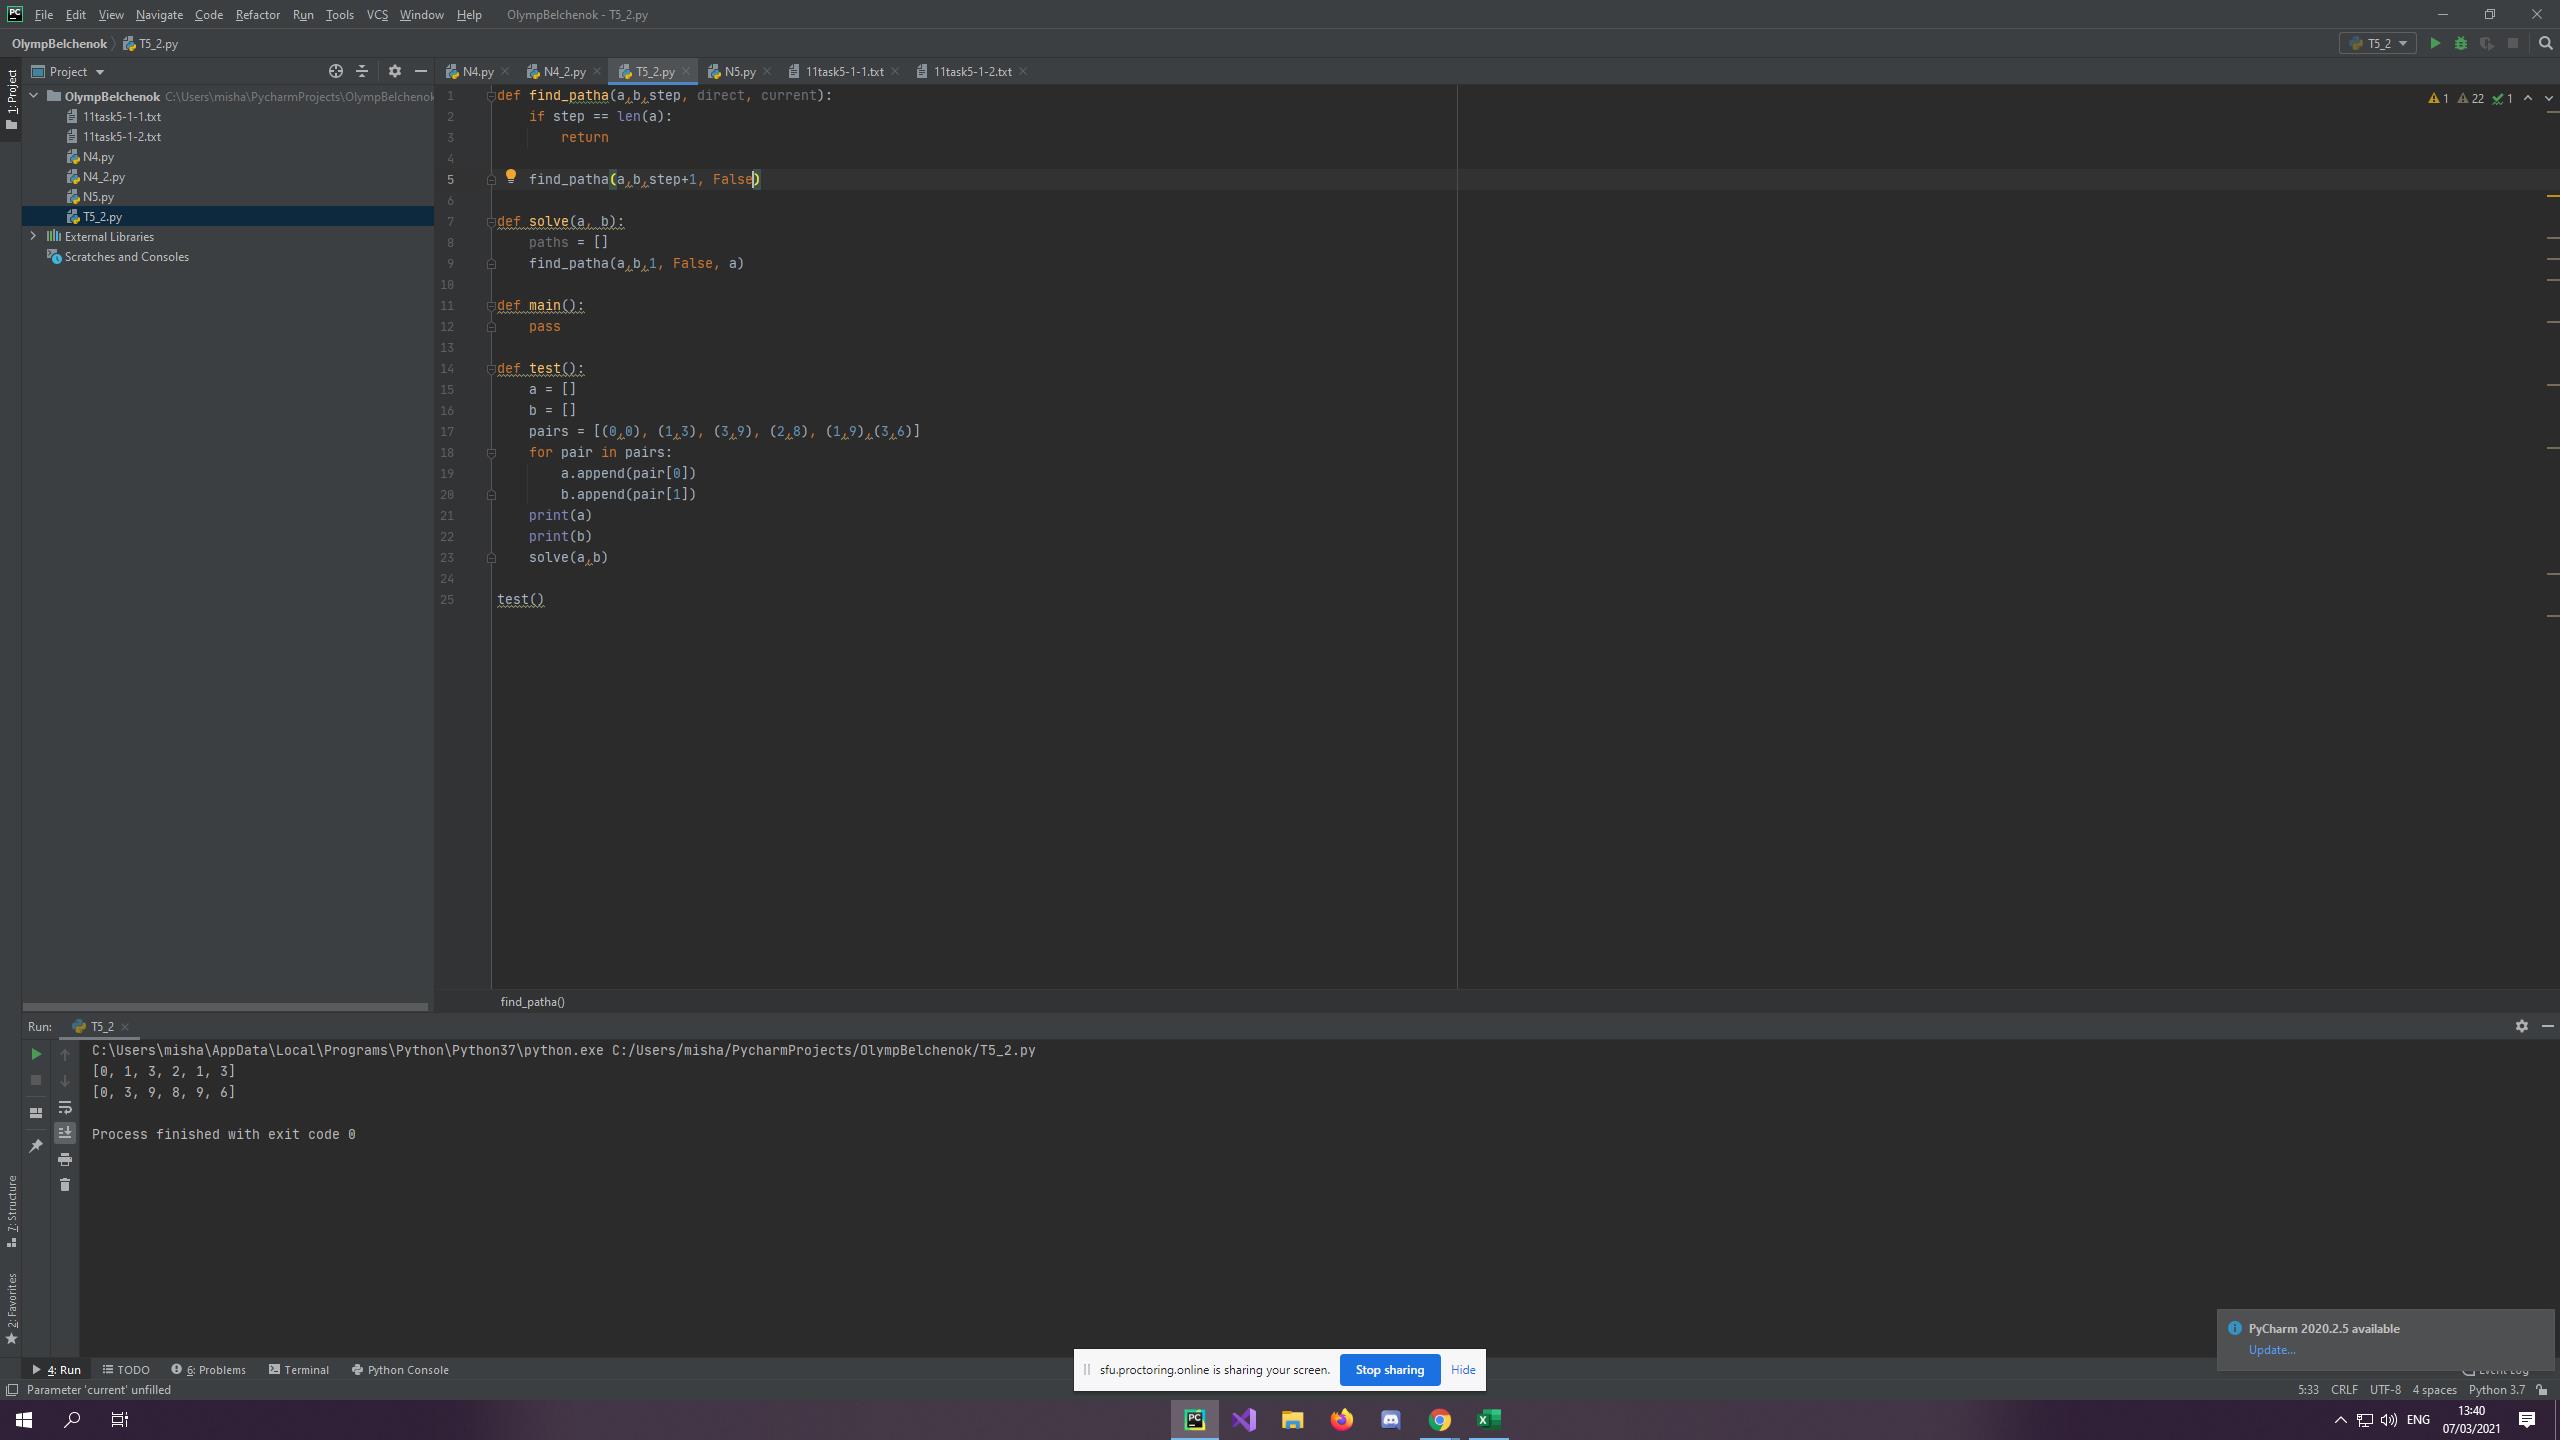 PC File Edit View Navigate Code Refactor Run Tools VCS Window Help OlympBelchenok - T5_2.py
OlympBelchenok T5_2.py T5_2
Project N4.py N4_2.py T5_2.py N5.py 11task5-1-1.txt 11task5-1-2.txt
1: Project
OlympBelchenok C:\Users\misha\PycharmProjects\OlympBelchenok
11task5-1-1.txt
11task5-1-2.txt
N4.py
N4_2.py
N5.py
T5_2.py
External Libraries
Scratches and Consoles
1 def find_patha(a,b,step, direct, current):
2 if step == len(a):
3 return
4
5 find_patha(a,b,step+1, False)
6
7 def solve(a, b):
8 paths = []
9 find_patha(a,b,1, False, a)
10
11 def main():
12 pass
13
14 def test():
15 a = []
16 b = []
17 pairs = [(0,0), (1,3), (3,9), (2,8), (1,9),(3,6)]
18 for pair in pairs:
19 a.append(pair[0])
20 b.append(pair[1])
21 print(a)
22 print(b)
23 solve(a,b)
24
25 test()
1 22 1
find_patha()
Run: T5_2
C:\Users\misha\AppData\Local\Programs\Python\Python37\python.exe C:/Users/misha/PycharmProjects/OlympBelchenok/T5_2.py
[0, 1, 3, 2, 1, 3]
[0, 3, 9, 8, 9, 6]
Process finished with exit code 0
7: Structure
2: Favorites
PyCharm 2020.2.5 available
Update...
4: Run TODO 6: Problems Terminal Python Console Event Log
sfu.proctoring.online is sharing your screen. Stop sharing Hide
Parameter 'current' unfilled 5:33 CRLF UTF-8 4 spaces Python 3.7
PC ENG 13:40
07/03/2021